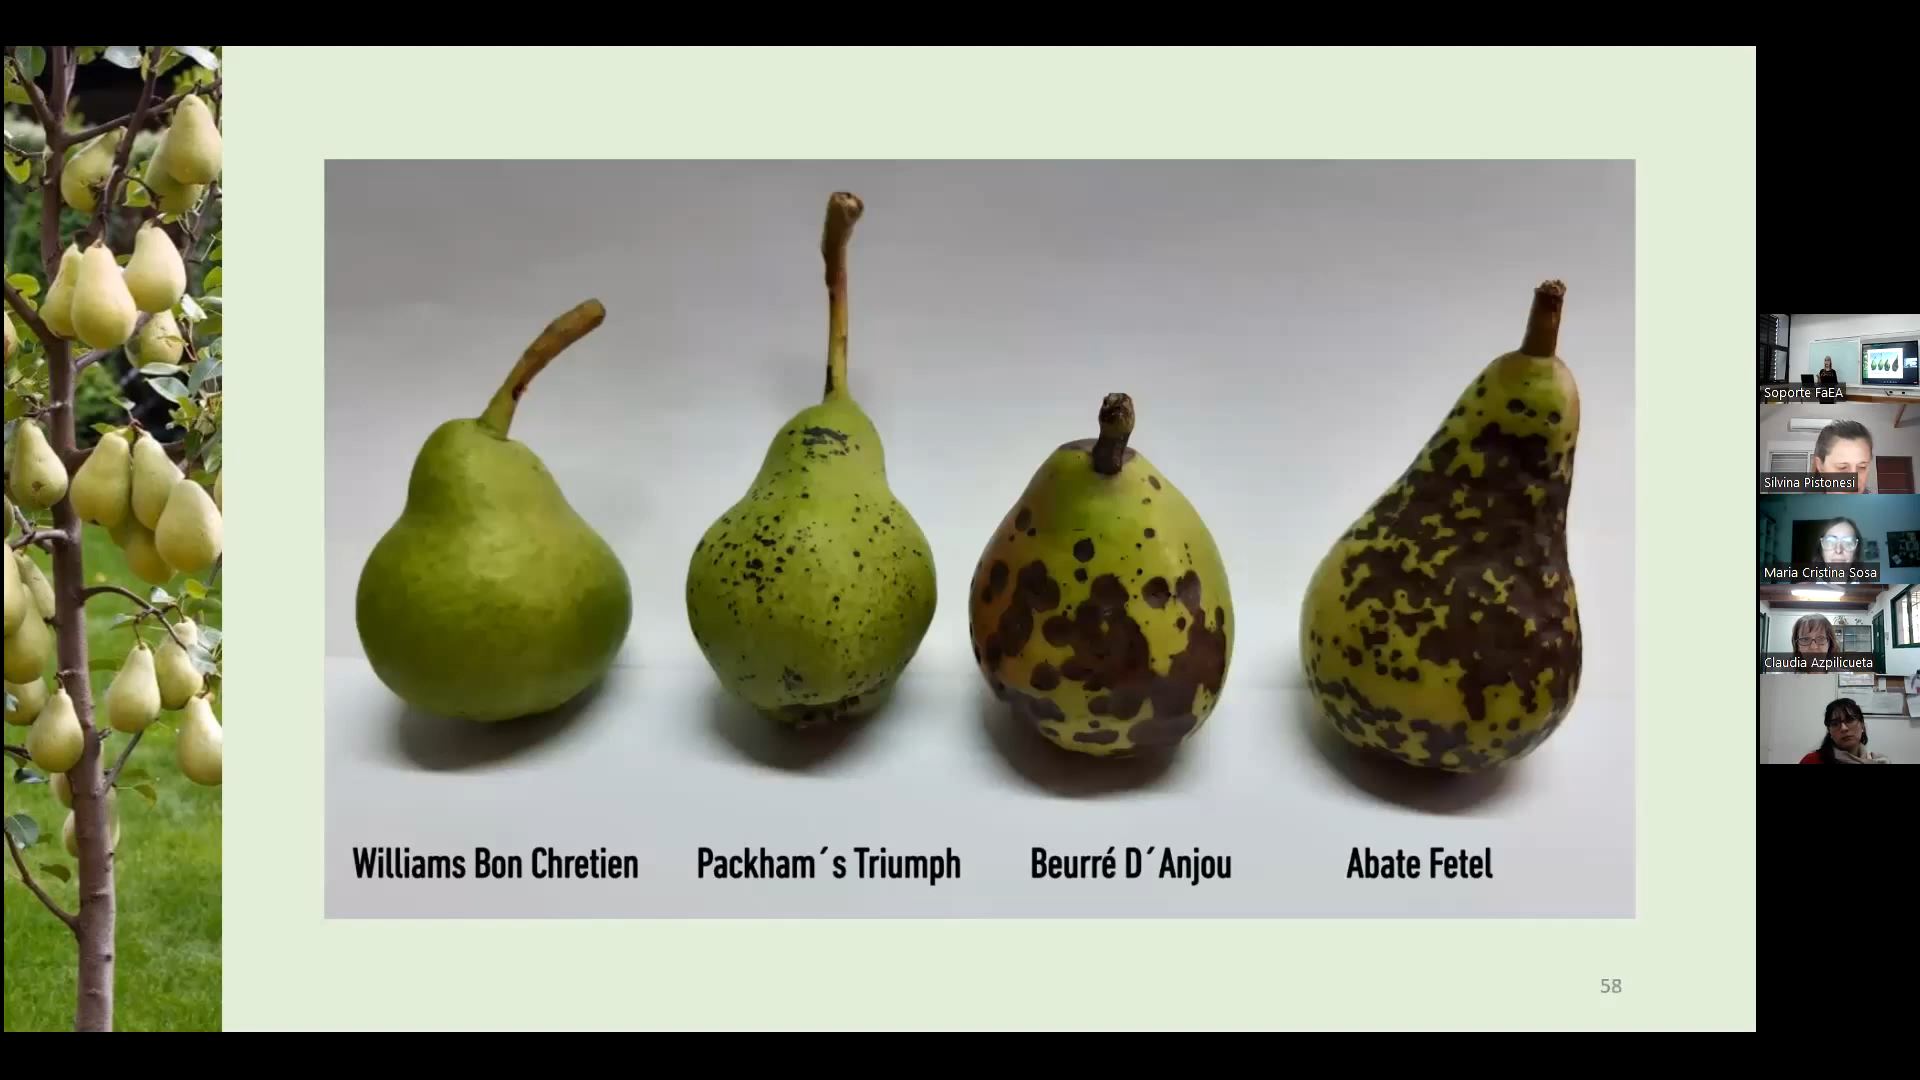 Williams Bon Chretien
Packham´s Triumph
Beurré D´Anjou
Abate Fetel
58
Soporte FaEA
Silvina Pistonesi
Maria Cristina Sosa
Claudia Azpilicueta